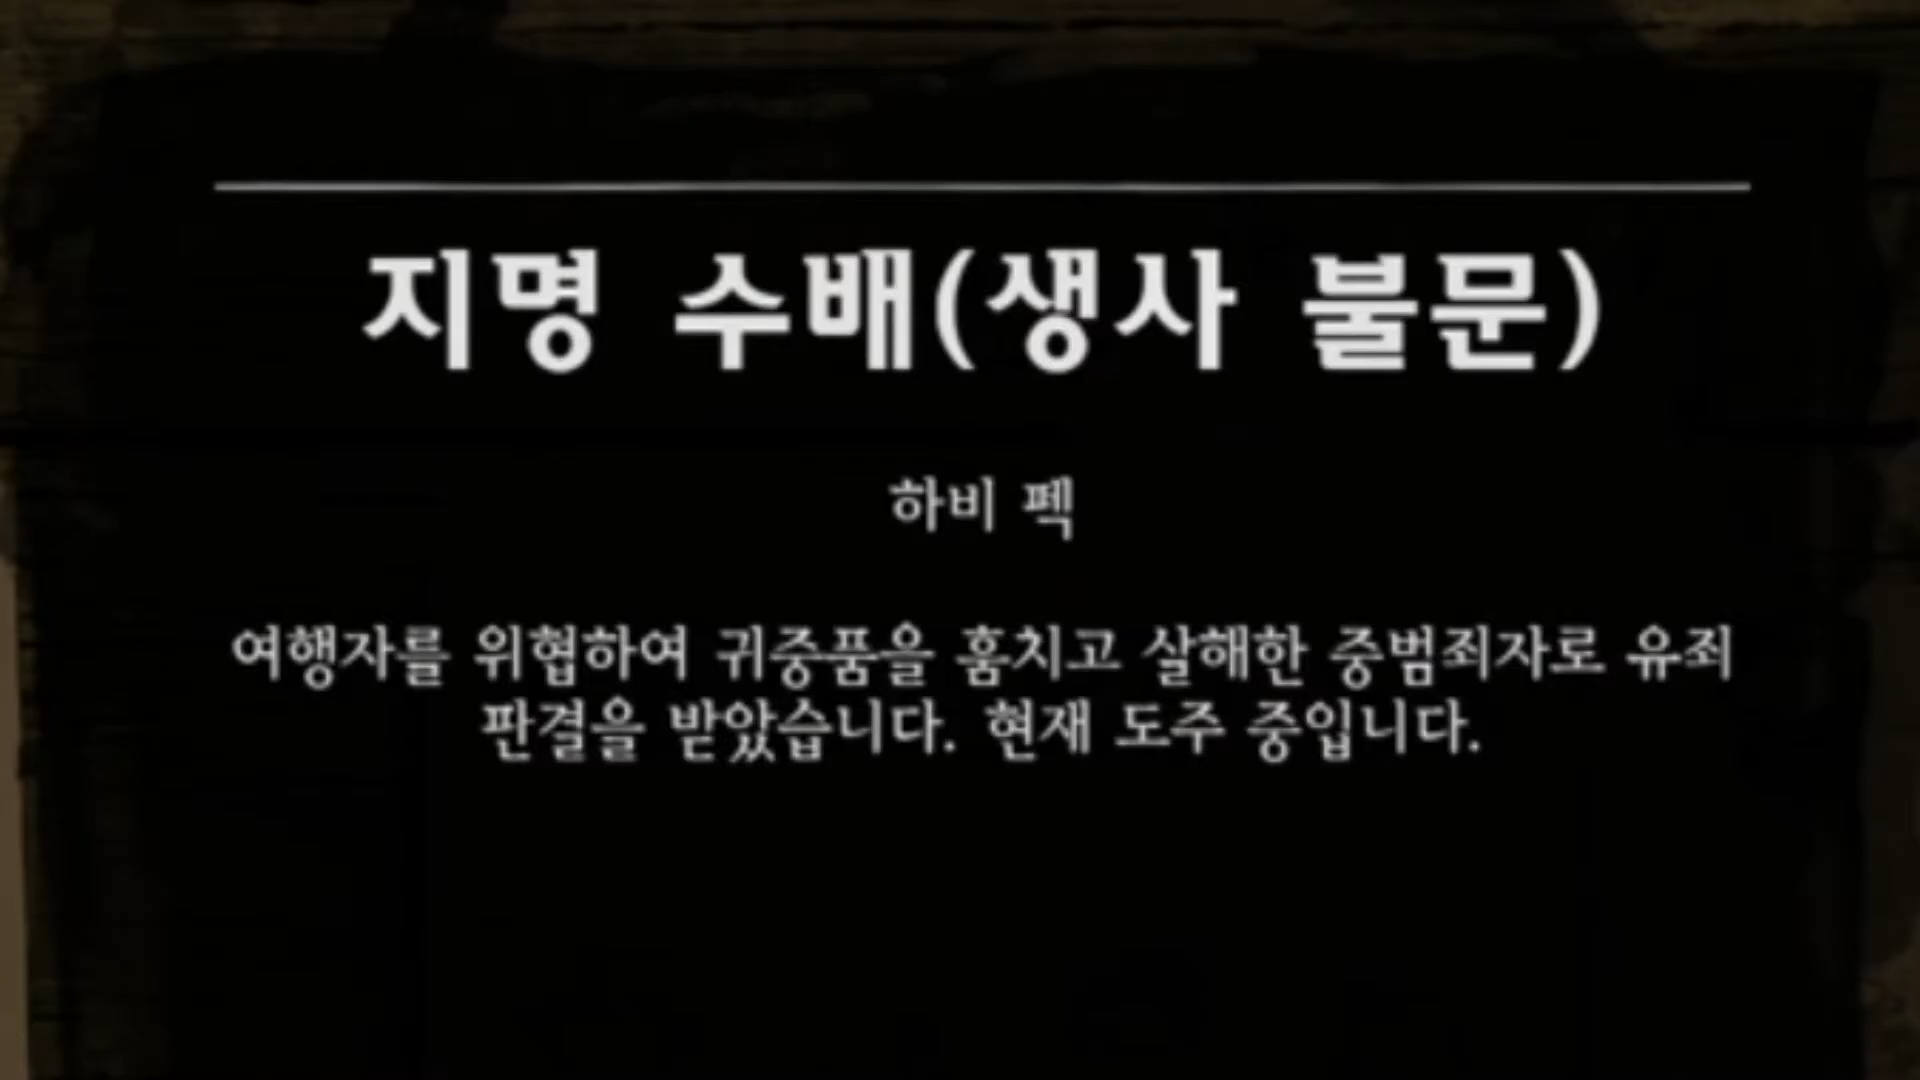 지명 수배(생사 불문)
하비 펙
여행자를 위협하여 귀중품을 훔치고 살해한 중범죄자로 유죄
판결을 받았습니다. 현재 도주 중입니다.